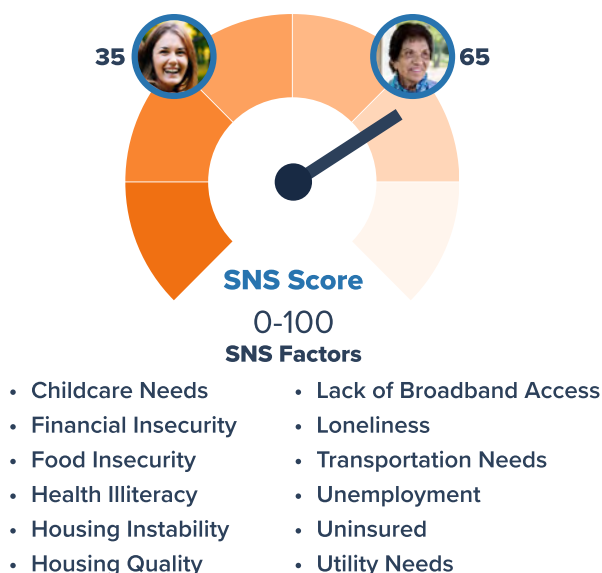 35
65
SNS Score
0-100
SNS Factors
• Childcare Needs
• Financial Insecurity
• Food Insecurity
• Health Illiteracy
• Housing Instability
• Housing Quality
• Lack of Broadband Access
• Loneliness
• Transportation Needs
• Unemployment
• Uninsured
• Utility Needs